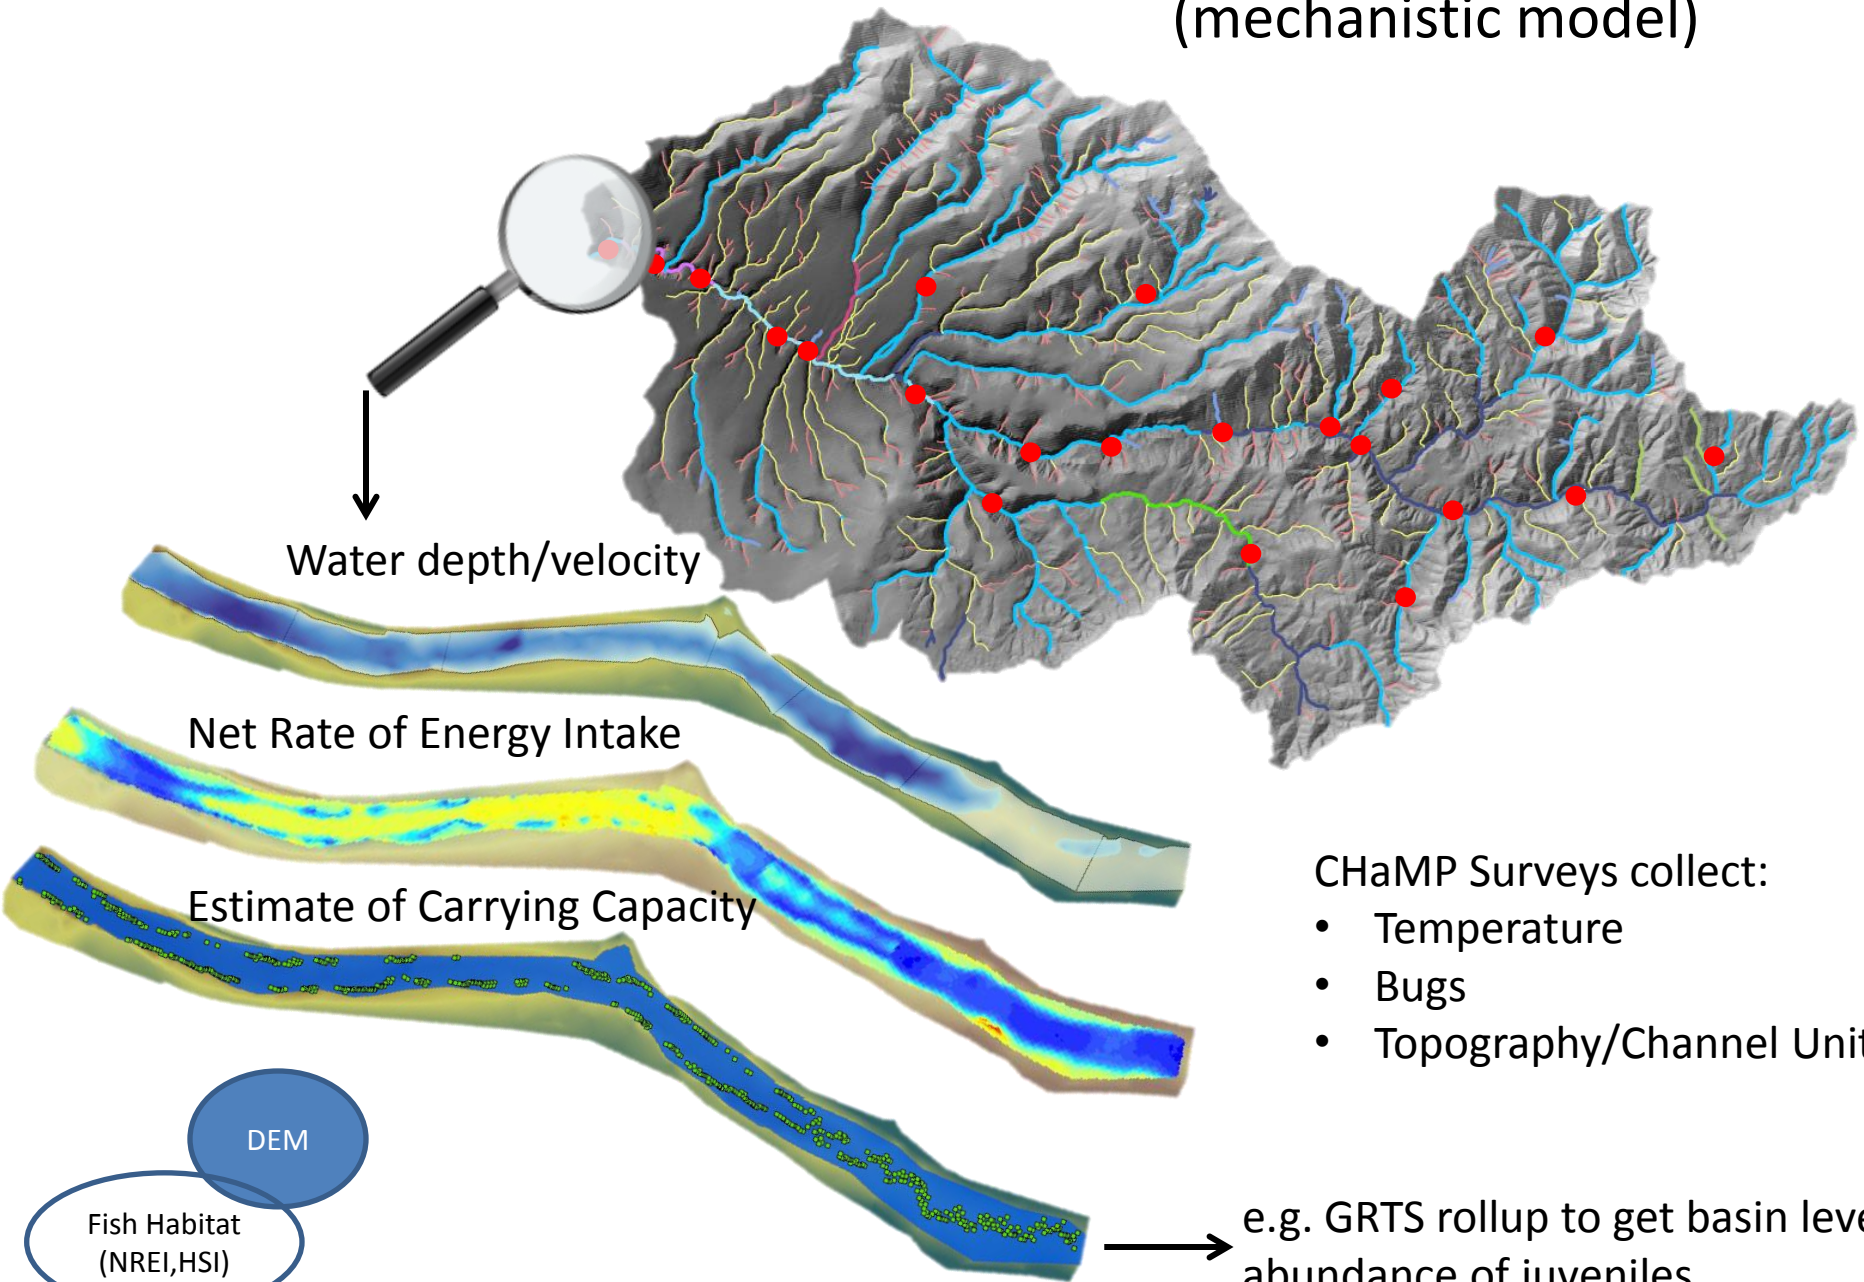 (mechanistic model)
Water depth/velocity
Net Rate of Energy Intake
Estimate of Carrying Capacity
CHaMP Surveys collect:
• Temperature
• Bugs
• Topography/Channel Unit
DEM
Fish Habitat
(NREI,HSI)
e.g. GRTS rollup to get basin leve
abundance of juveniles